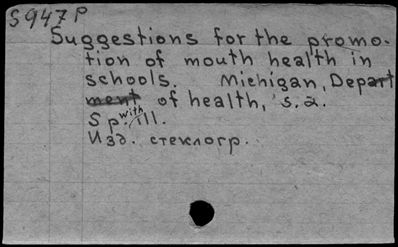 S947P
Suggestions for the promo-
tion of mouth health in
schools. Michigan, Depart
ment of health, s.a.
5 p. with ill.
Изд. стеклогр.